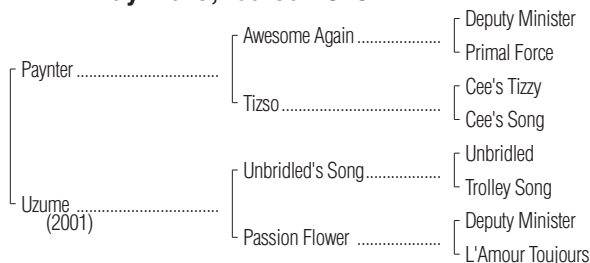 Deputy Minister
Awesome Again
Primal Force
Paynter
Cee's Tizzy
Tizso
Cee's Song
Unbridled
Unbridled's Song
Trolley Song
Uzume
(2001)
Deputy Minister
Passion Flower
L'Amour Toujours